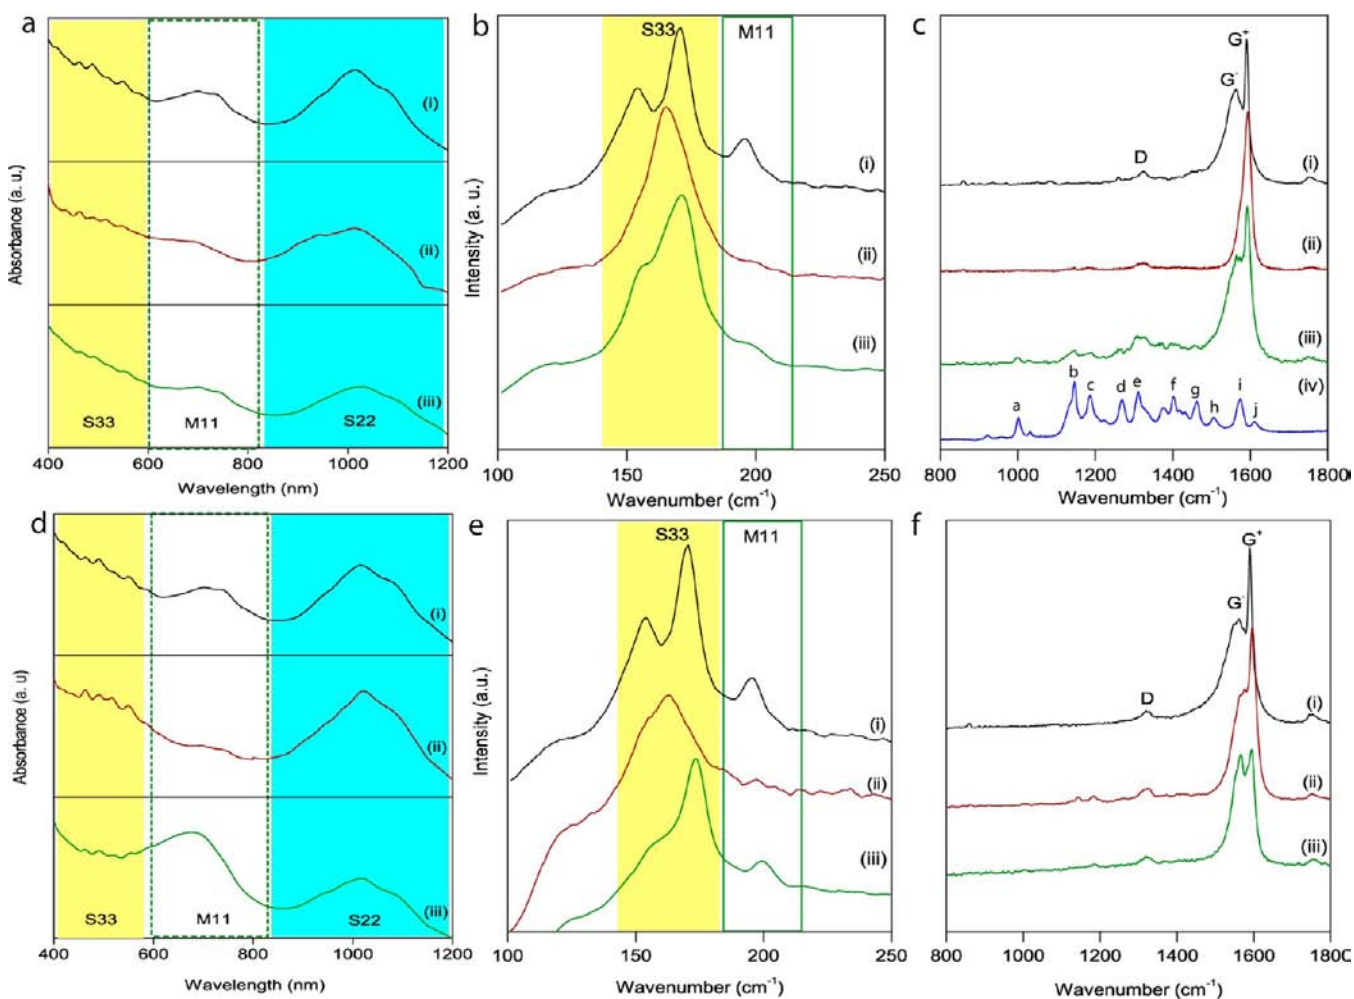 a
(i)
(ii)
(iii)
S33
M11
S22
Absorbance (a. u.)
400
600
800
1000
1200
Wavelength (nm)
b
S33
M11
(i)
(ii)
(iii)
Intensity (a. u.)
100
150
200
250
Wavenumber (cm⁻¹)
c
G⁺
G⁻
D
(i)
(ii)
(iii)
(iv)
a
b
c
d
e
f
g
h
i
j
800
1000
1200
1400
1600
1800
Wavenumber (cm⁻¹)
d
(i)
(ii)
(iii)
S33
M11
S22
Absorbance (a. u)
400
600
800
1000
1200
Wavelength (nm)
e
S33
M11
(i)
(ii)
(iii)
Intensity (a.u.)
100
150
200
250
Wavenumber (cm⁻¹)
f
G⁺
G⁻
D
(i)
(ii)
(iii)
800
1000
1200
1400
1600
1800
Wavenumber (cm⁻¹)